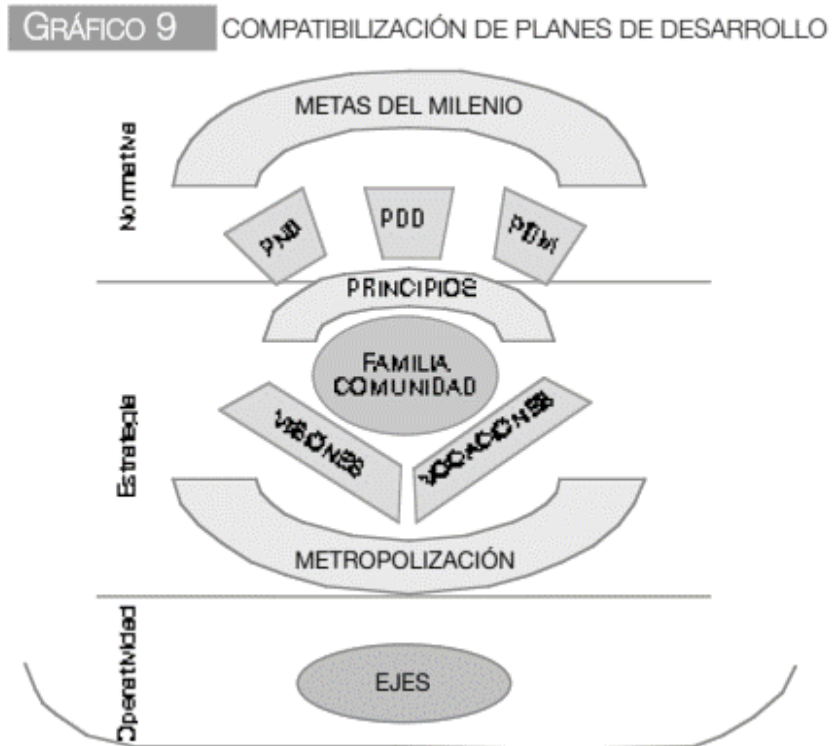 GRÁFICO 9 COMPATIBILIZACIÓN DE PLANES DE DESARROLLO
METAS DEL MILENIO
Normativa
PND
PDD
PDM
PRINCIPIOS
FAMILIA
COMUNIDAD
Estrategia
VISIONES
VOCACIONES
METROPOLIZACIÓN
Operatividad
EJES